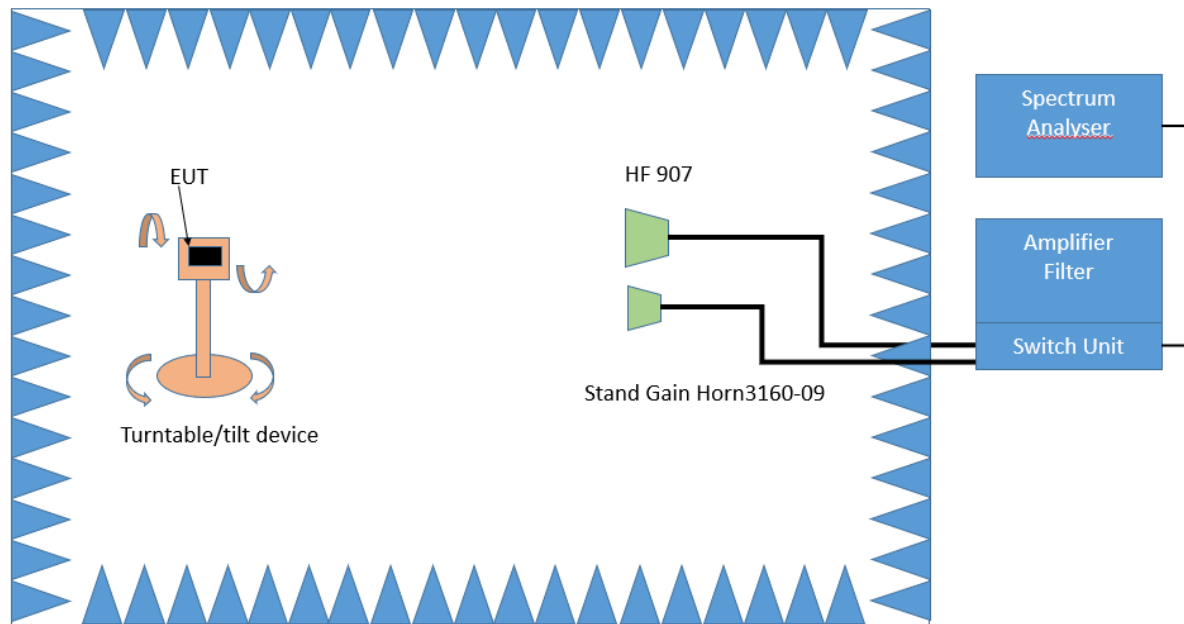 Spectrum
Analyser
EUT
HF 907
Amplifier
Filter
Switch Unit
Stand Gain Horn3160-09
Turntable/tilt device